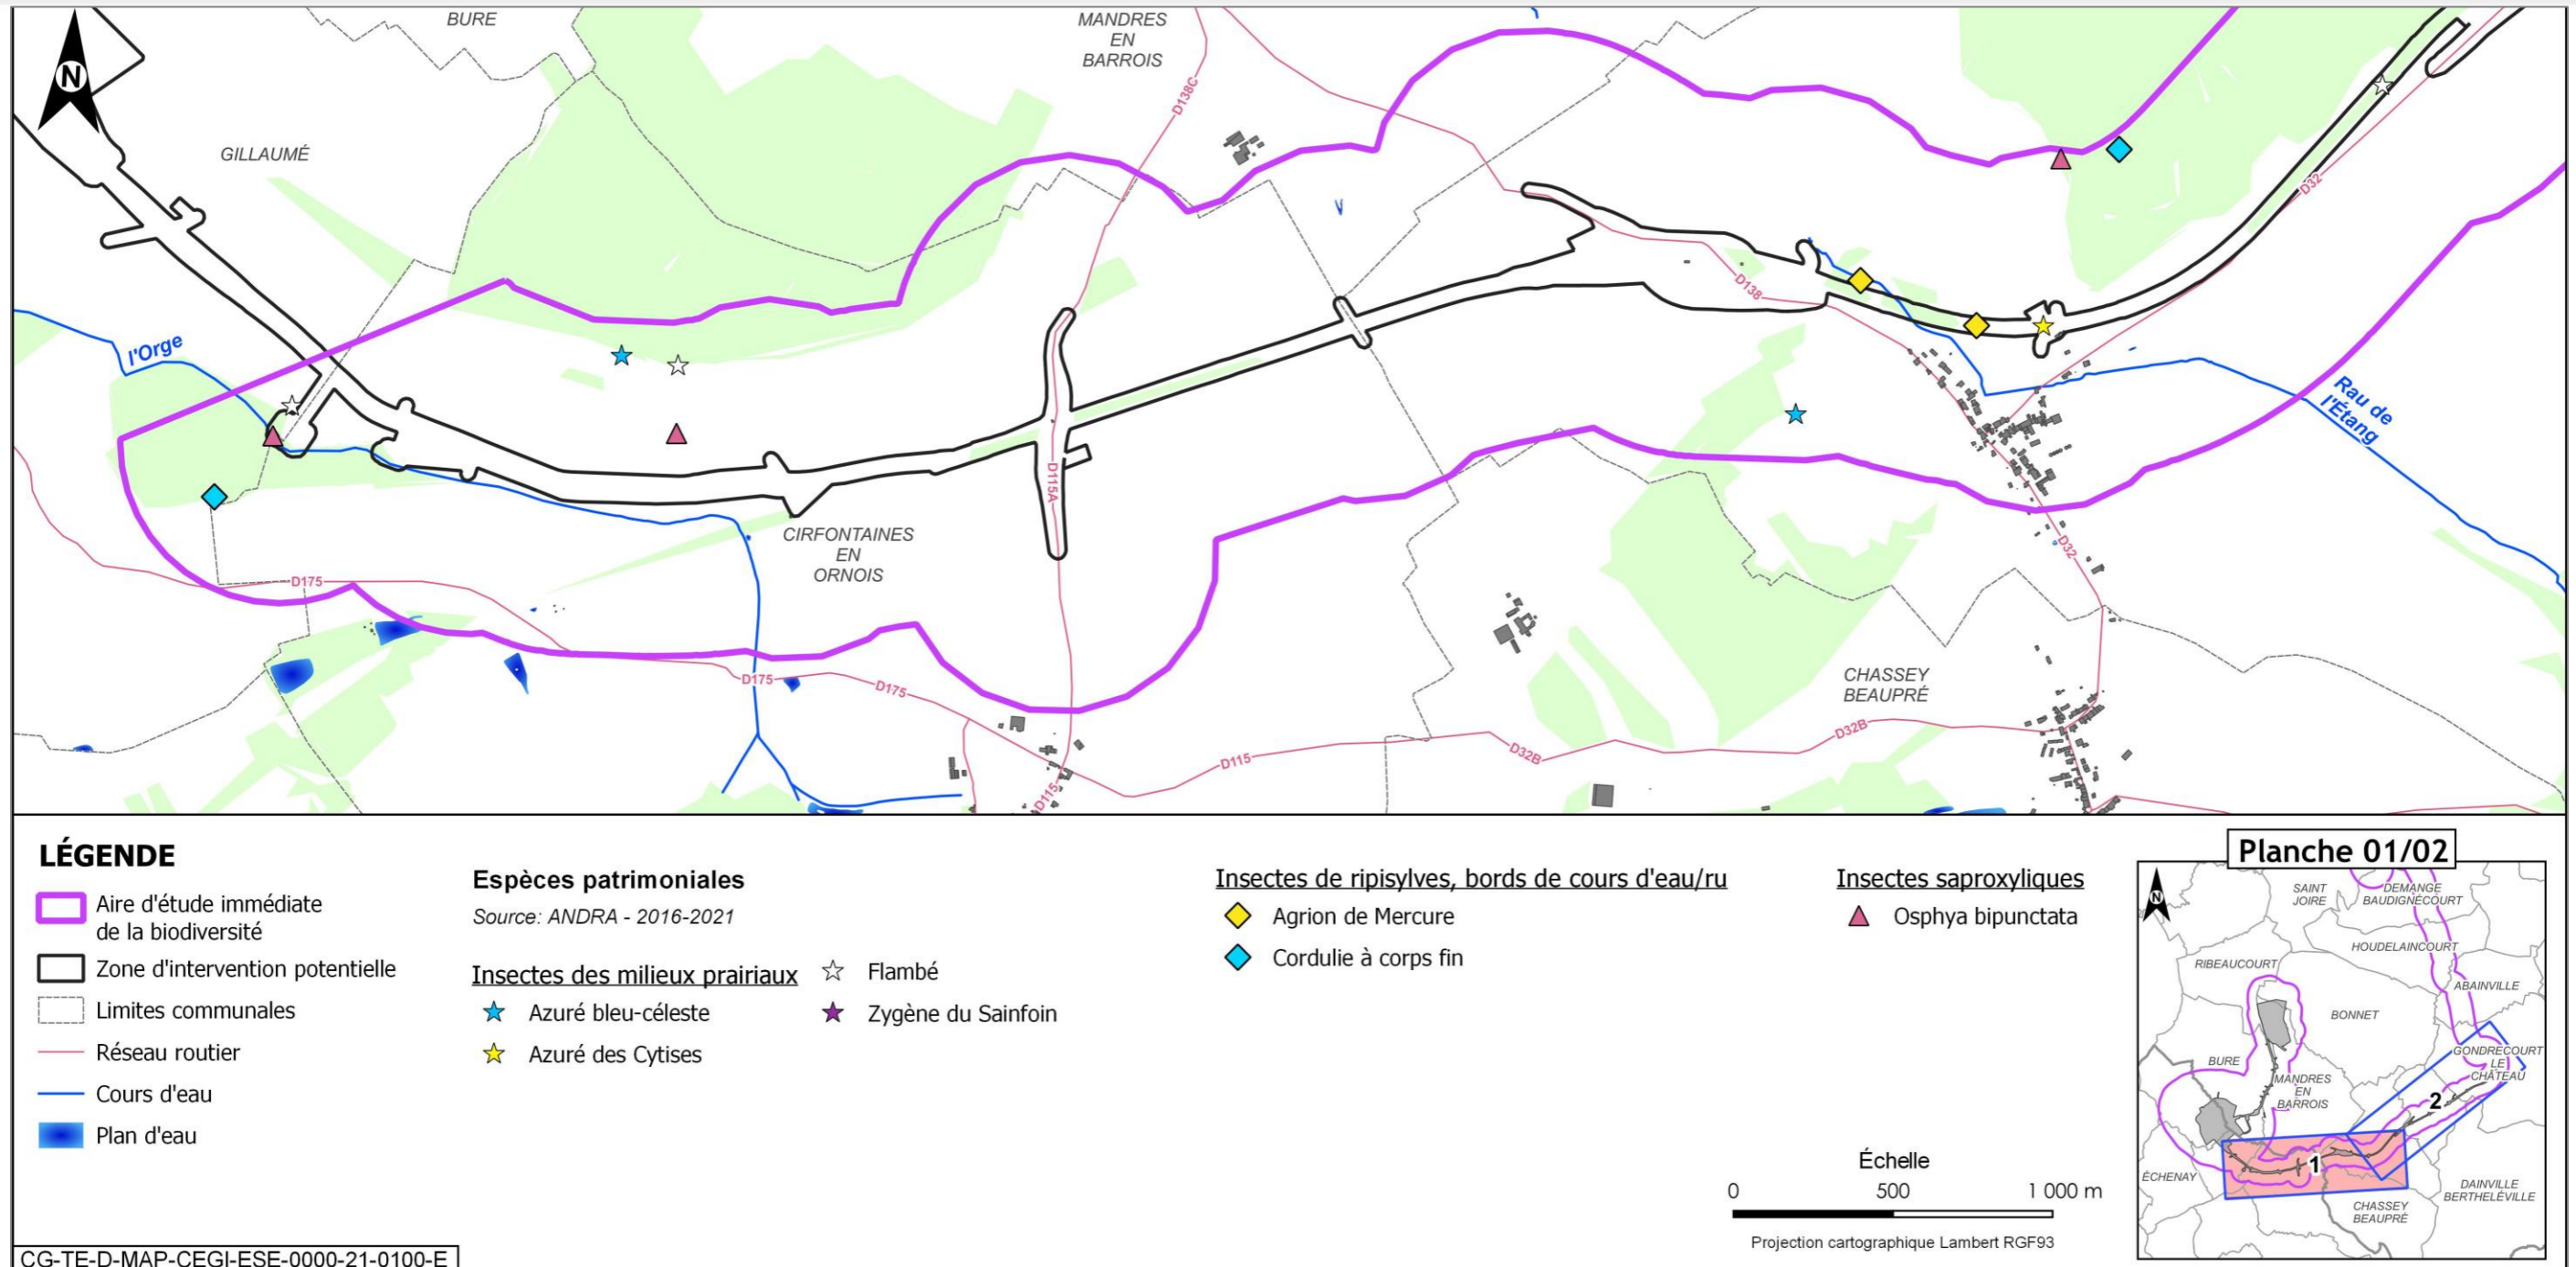 BURE
MANDRES
EN
BARROIS
N
GILLAUMÉ
D138C
D32
D138
l'Orge
Rau de
l'Étang
D115A
CIRFONTAINES
EN
ORNOIS
D175
D32
D175
D175
CHASSEY
BEAUPRÉ
D115
D32B
D32B
D115
LÉGENDE
Aire d'étude immédiate
de la biodiversité
Zone d'intervention potentielle
Limites communales
Réseau routier
Cours d'eau
Plan d'eau
Espèces patrimoniales
Source: ANDRA - 2016-2021
Insectes des milieux prairiaux
Azuré bleu-céleste
Azuré des Cytises
Flambé
Zygène du Sainfoin
Insectes de ripisylves, bords de cours d'eau/ru
Agrion de Mercure
Cordulie à corps fin
Insectes saproxyliques
Osphya bipunctata
Échelle
0 500 1 000 m
Projection cartographique Lambert RGF93
Planche 01/02
N
SAINT
JOIRE
DEMANGE
BAUDIGNÉCOURT
HOUDELAINCOURT
RIBEAUCOURT
ABAINVILLE
BONNET
BURE
GONDRECOURT
LE
CHÂTEAU
MANDRES
EN
BARROIS
2
1
ÉCHENAY
DAINVILLE
BERTHELÉVILLE
CHASSEY
BEAUPRÉ
CG-TE-D-MAP-CEGI-ESE-0000-21-0100-E